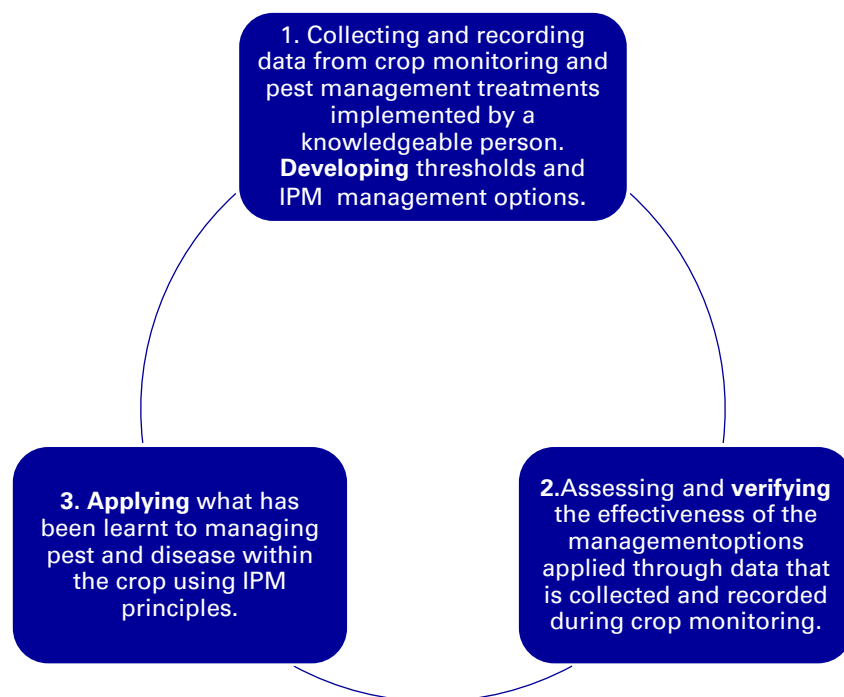 1. Collecting and recording
data from crop monitoring and
pest management treatments
implemented by a
knowledgeable person.
Developing thresholds and
IPM management options.
2.Assessing and verifying
the effectiveness of the
managementoptions
applied through data that
is collected and recorded
during crop monitoring.
3. Applying what has
been learnt to managing
pest and disease within
the crop using IPM
principles.